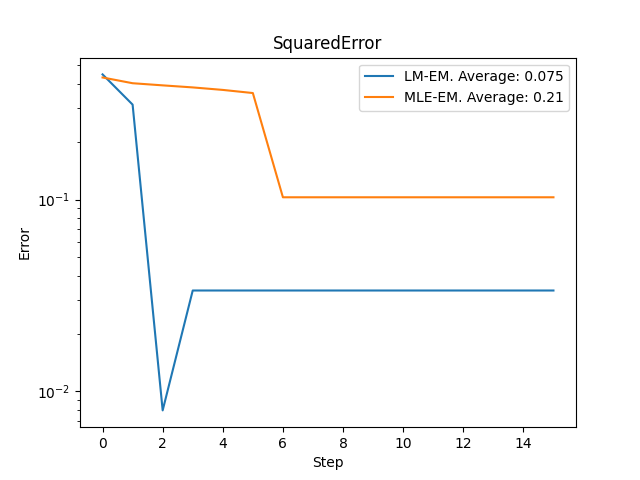 SquaredError
LM-EM. Average: 0.075
MLE-EM. Average: 0.21
10⁻¹
10⁻²
Error
0 2 4 6 8 10 12 14
Step